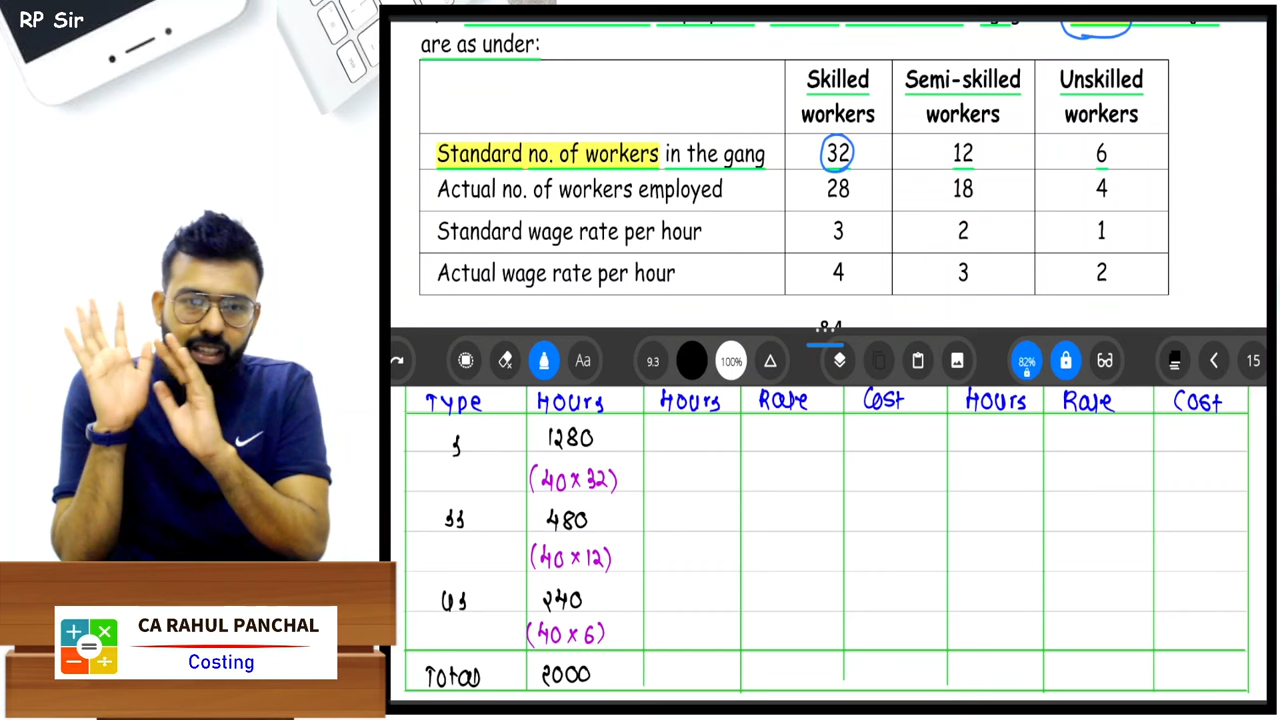 RP Sir
are as under:
Skilled workers Semi-skilled workers Unskilled workers
Standard no. of workers in the gang 32 12 6
Actual no. of workers employed 28 18 4
Standard wage rate per hour 3 2 1
Actual wage rate per hour 4 3 2
Aa 9.3 100% 82% 15
Type Hours Hours Rate Cost Hours Rate Cost
S 1280
(40 × 32)
SS 480
(40 × 12)
US 240
(40 × 6)
Total 2000
CA RAHUL PANCHAL
Costing